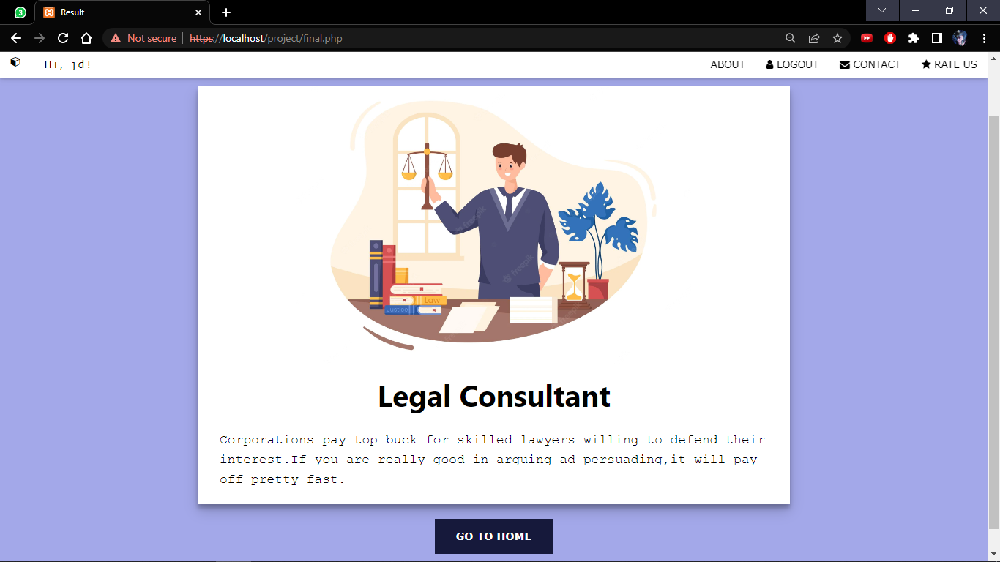 3
Result
Not secure https://localhost/project/final.php
Hi, jd!
ABOUT
LOGOUT
CONTACT
RATE US
Law
Justice
freepik
Legal Consultant
Corporations pay top buck for skilled lawyers willing to defend their
interest.If you are really good in arguing ad persuading,it will pay
off pretty fast.
GO TO HOME